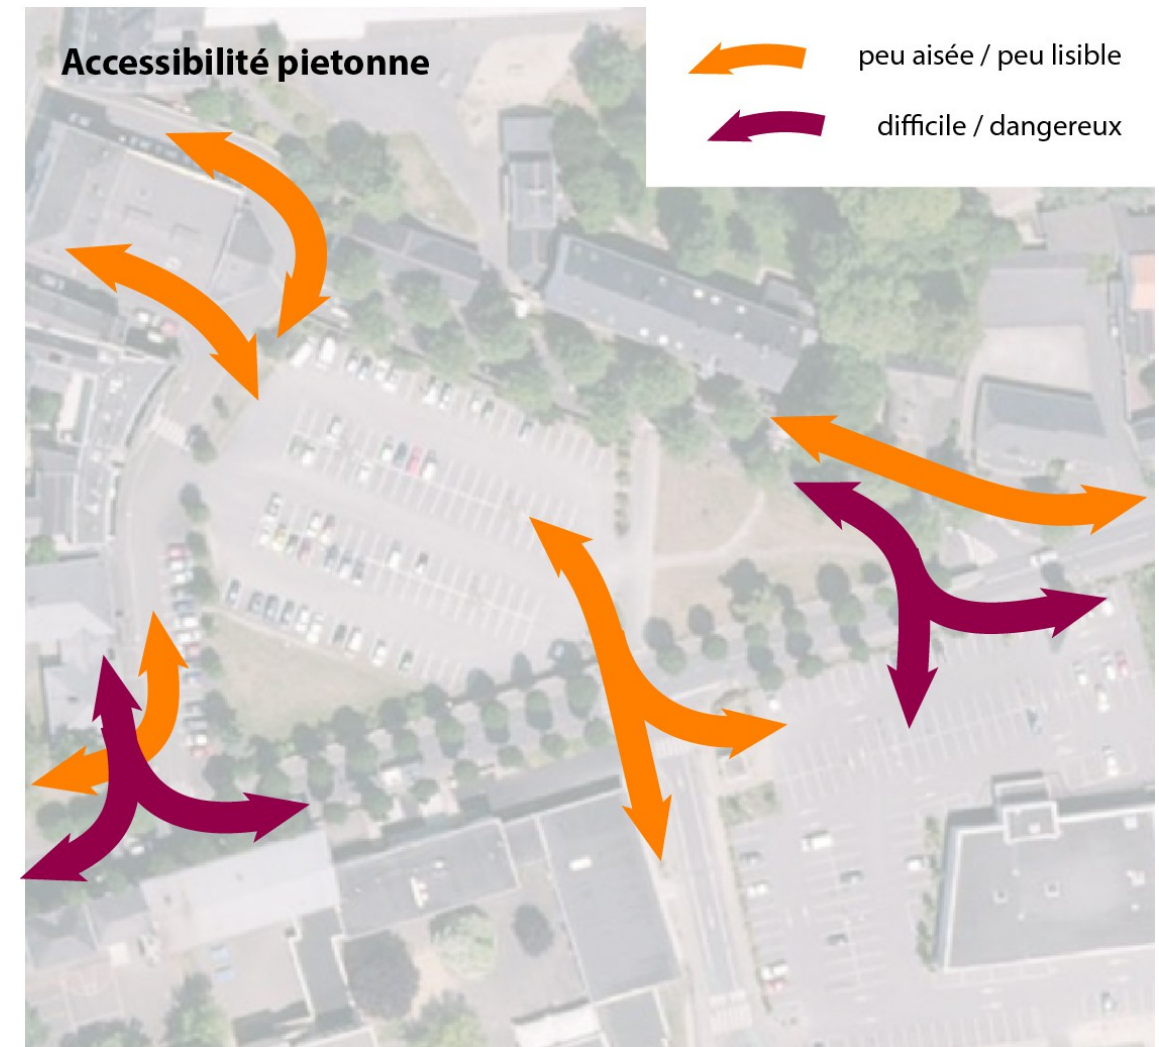 Accessibilité pietonne
peu aisée / peu lisible
difficile / dangereux